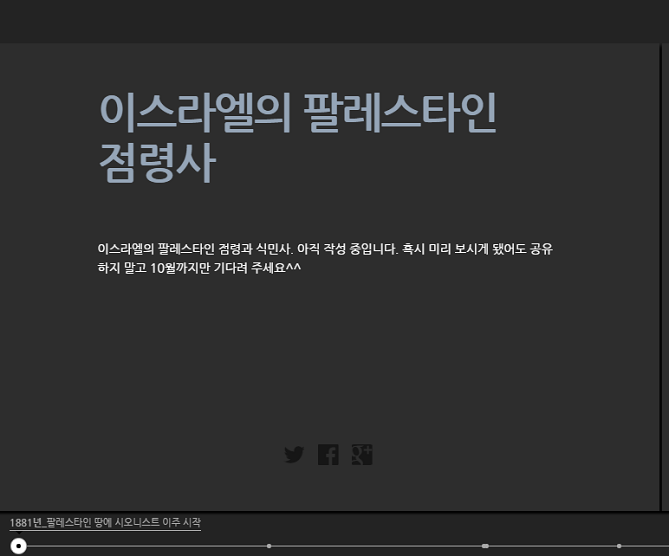 이스라엘의 팔레스타인
점령사
이스라엘의 팔레스타인 점령과 식민사. 아직 작성 중입니다. 혹시 미리 보시게 됐어도 공유
하지 말고 10월까지만 기다려 주세요^^
1881년_팔레스타인 땅에 시오니스트 이주 시작